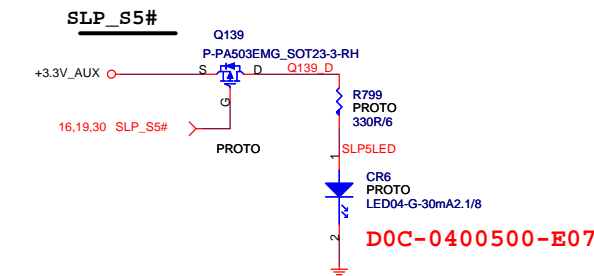 SLP_S5#
Q139
P-PA503EMG_SOT23-3-RH
+3.3V_AUX
S
D
Q139_D
G
R799
PROTO
330R/6
16,19,30 SLP_S5#
PROTO
SLP5LED
1
CR6
PROTO
LED04-G-30mA2.1/8
2
D0C-0400500-E07